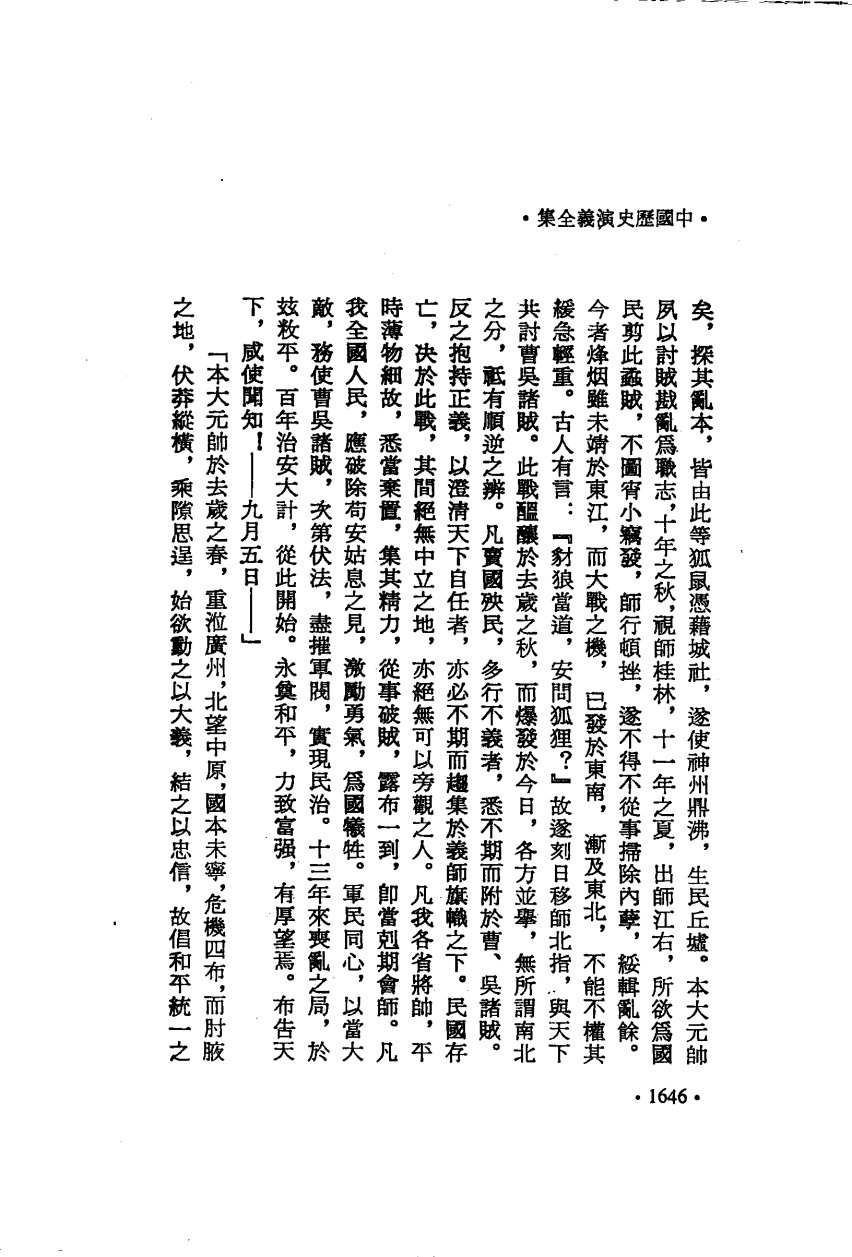 •中國歷史演義全集•
矣，探其亂本，皆由此等狐鼠憑藉城社，遂使神州鼎沸，生民丘墟。本大元帥
夙以討賊戡亂爲職志，十年之秋，視師桂林，十一年之夏，出師江右，所欲爲國
民剪此蟊賊，不圖宵小竊發，師行頓挫，遂不得不從事掃除內孽，綏輯亂餘。
今者烽烟雖未靖於東江，而大戰之機，已發於東南，漸及東北，不能不權其
緩急輕重。古人有言：『豺狼當道，安問狐狸？』故遂刻日移師北指，與天下
共討曹吳諸賊。此戰醞釀於去歲之秋，而爆發於今日，各方並舉，無所謂南北
之分，祗有順逆之辨。凡賣國殃民，多行不義者，悉不期而附於曹、吳諸賊。
反之抱持正義，以澄清天下自任者，亦必不期而趨集於義師旗幟之下。民國存
亡，決於此戰，其間絕無中立之地，亦絕無可以旁觀之人。凡我各省將帥，平
時薄物細故，悉當棄置，集其精力，從事破賊，露布一到，卽當剋期會師。凡
我全國人民，應破除苟安姑息之見，激勵勇氣，爲國犧牲。軍民同心，以當大
敵，務使曹吳諸賊，次第伏法，盡摧軍閥，實現民治。十三年來喪亂之局，於
玆敉平。百年治安大計，從此開始。永奠和平，力致富强，有厚望焉。布告天
下，咸使聞知！——九月五日——」
「本大元帥於去歲之春，重涖廣州，北望中原，國本未寧，危機四布，而肘腋
之地，伏莽縱橫，乘隙思逞，始欲動之以大義，結之以忠信，故倡和平統一之
•1646•